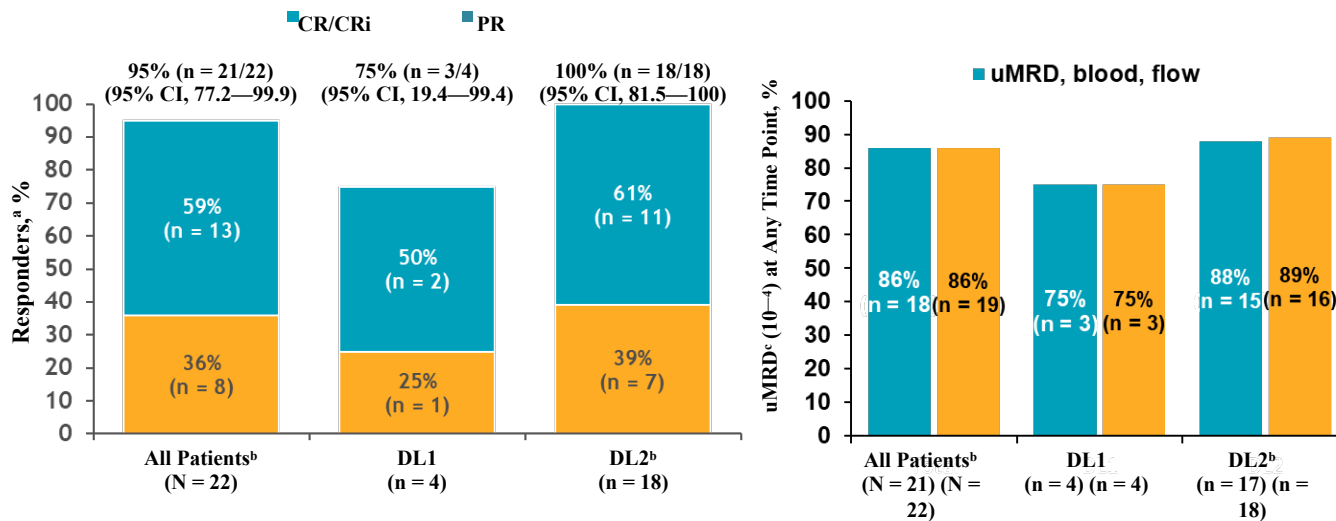 CR/CRi PR
95% (n = 21/22)
(95% CI, 77.2—99.9)
75% (n = 3/4)
(95% CI, 19.4—99.4)
100% (n = 18/18)
(95% CI, 81.5—100)
Responders,ᵃ %
100
90
80
70
60
50
40
30
20
10
0
59%
(n = 13)
36%
(n = 8)
50%
(n = 2)
25%
(n = 1)
61%
(n = 11)
39%
(n = 7)
All Patientsᵇ
(N = 22)
DL1
(n = 4)
DL2ᵇ
(n = 18)
uMRD, blood, flow
uMRDᶜ (10⁻⁴) at Any Time Point, %
100
90
80
70
60
50
40
30
20
10
0
86%
(n = 18
86%
(n = 19)
75%
(n = 3)
75%
(n = 3)
88%
(n = 15
89%
(n = 16)
All Patientsᵇ
(N = 21) (N =
22)
DL1
(n = 4) (n = 4)
DL2ᵇ
(n = 17) (n =
18)